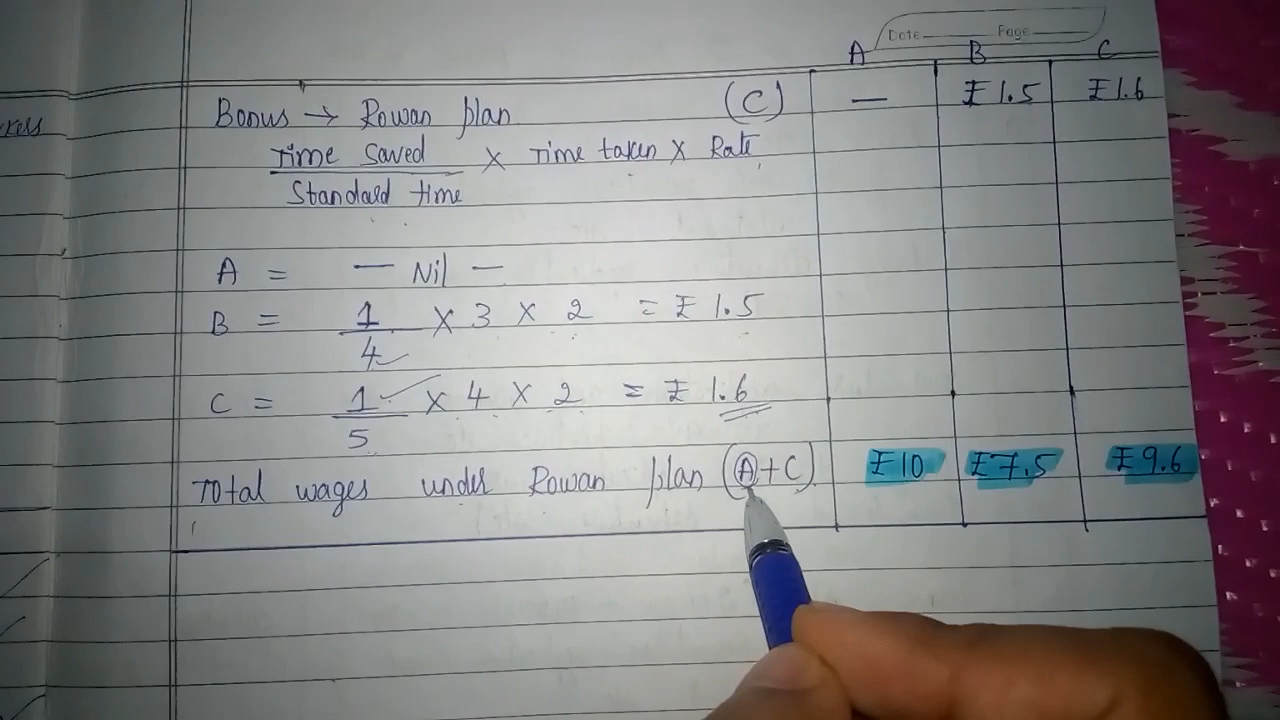 Date Page
A B C
ress
Bonus → Rowan plan (C) — ₹1.5 ₹1.6
Time Saved × Time taken × Rate
Standard time
A = — Nil —
B = 1 × 3 × 2 = ₹1.5
4
C = 1 × 4 × 2 = ₹1.6
5
Total wages under Rowan plan (A+C) ₹10 ₹7.5 ₹9.6